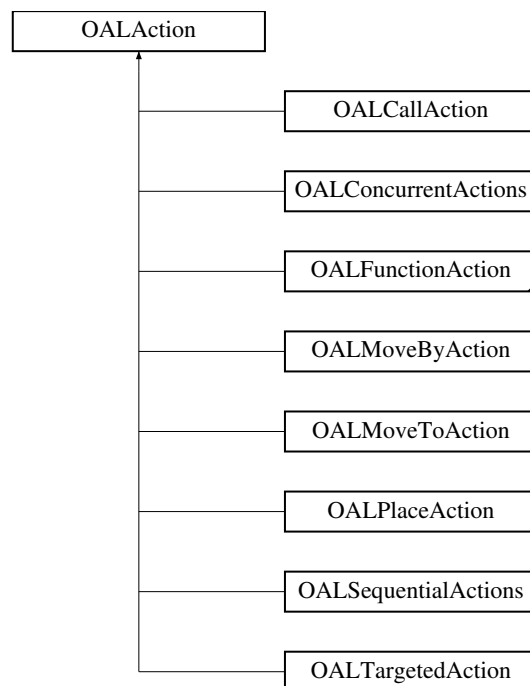 OALAction
OALCallAction
OALConcurrentActions
OALFunctionAction
OALMoveByAction
OALMoveToAction
OALPlaceAction
OALSequentialActions
OALTargetedAction